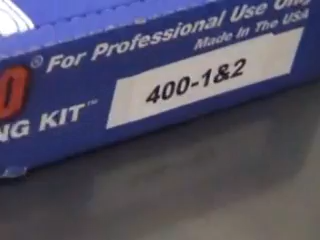 ® For Professional Use Only
Made In The USA
400-1&2
KIT™